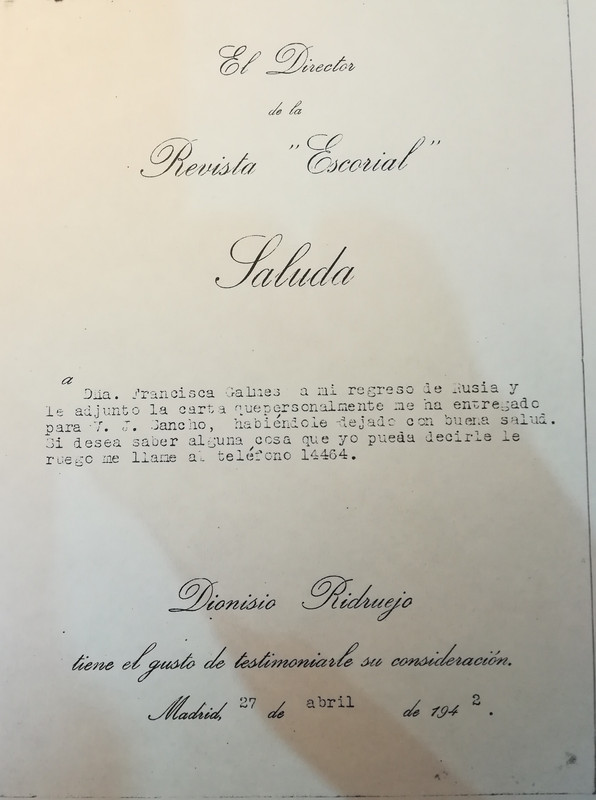 El Director
de la
Revista "Escorial"
Saluda
a
Dña. Francisca Galmes a mi regreso de Rusia y
le adjunto la carta quepersonalmente me ha entregado
para V. J. Sancho, habiéndole dejado con buena salud.
Si desea saber alguna cosa que yo pueda decirle le
ruego me llame al teléfono 14464.
Dionisio Ridruejo
tiene el gusto de testimoniarle su consideración.
Madrid, 27 de abril de 1942.